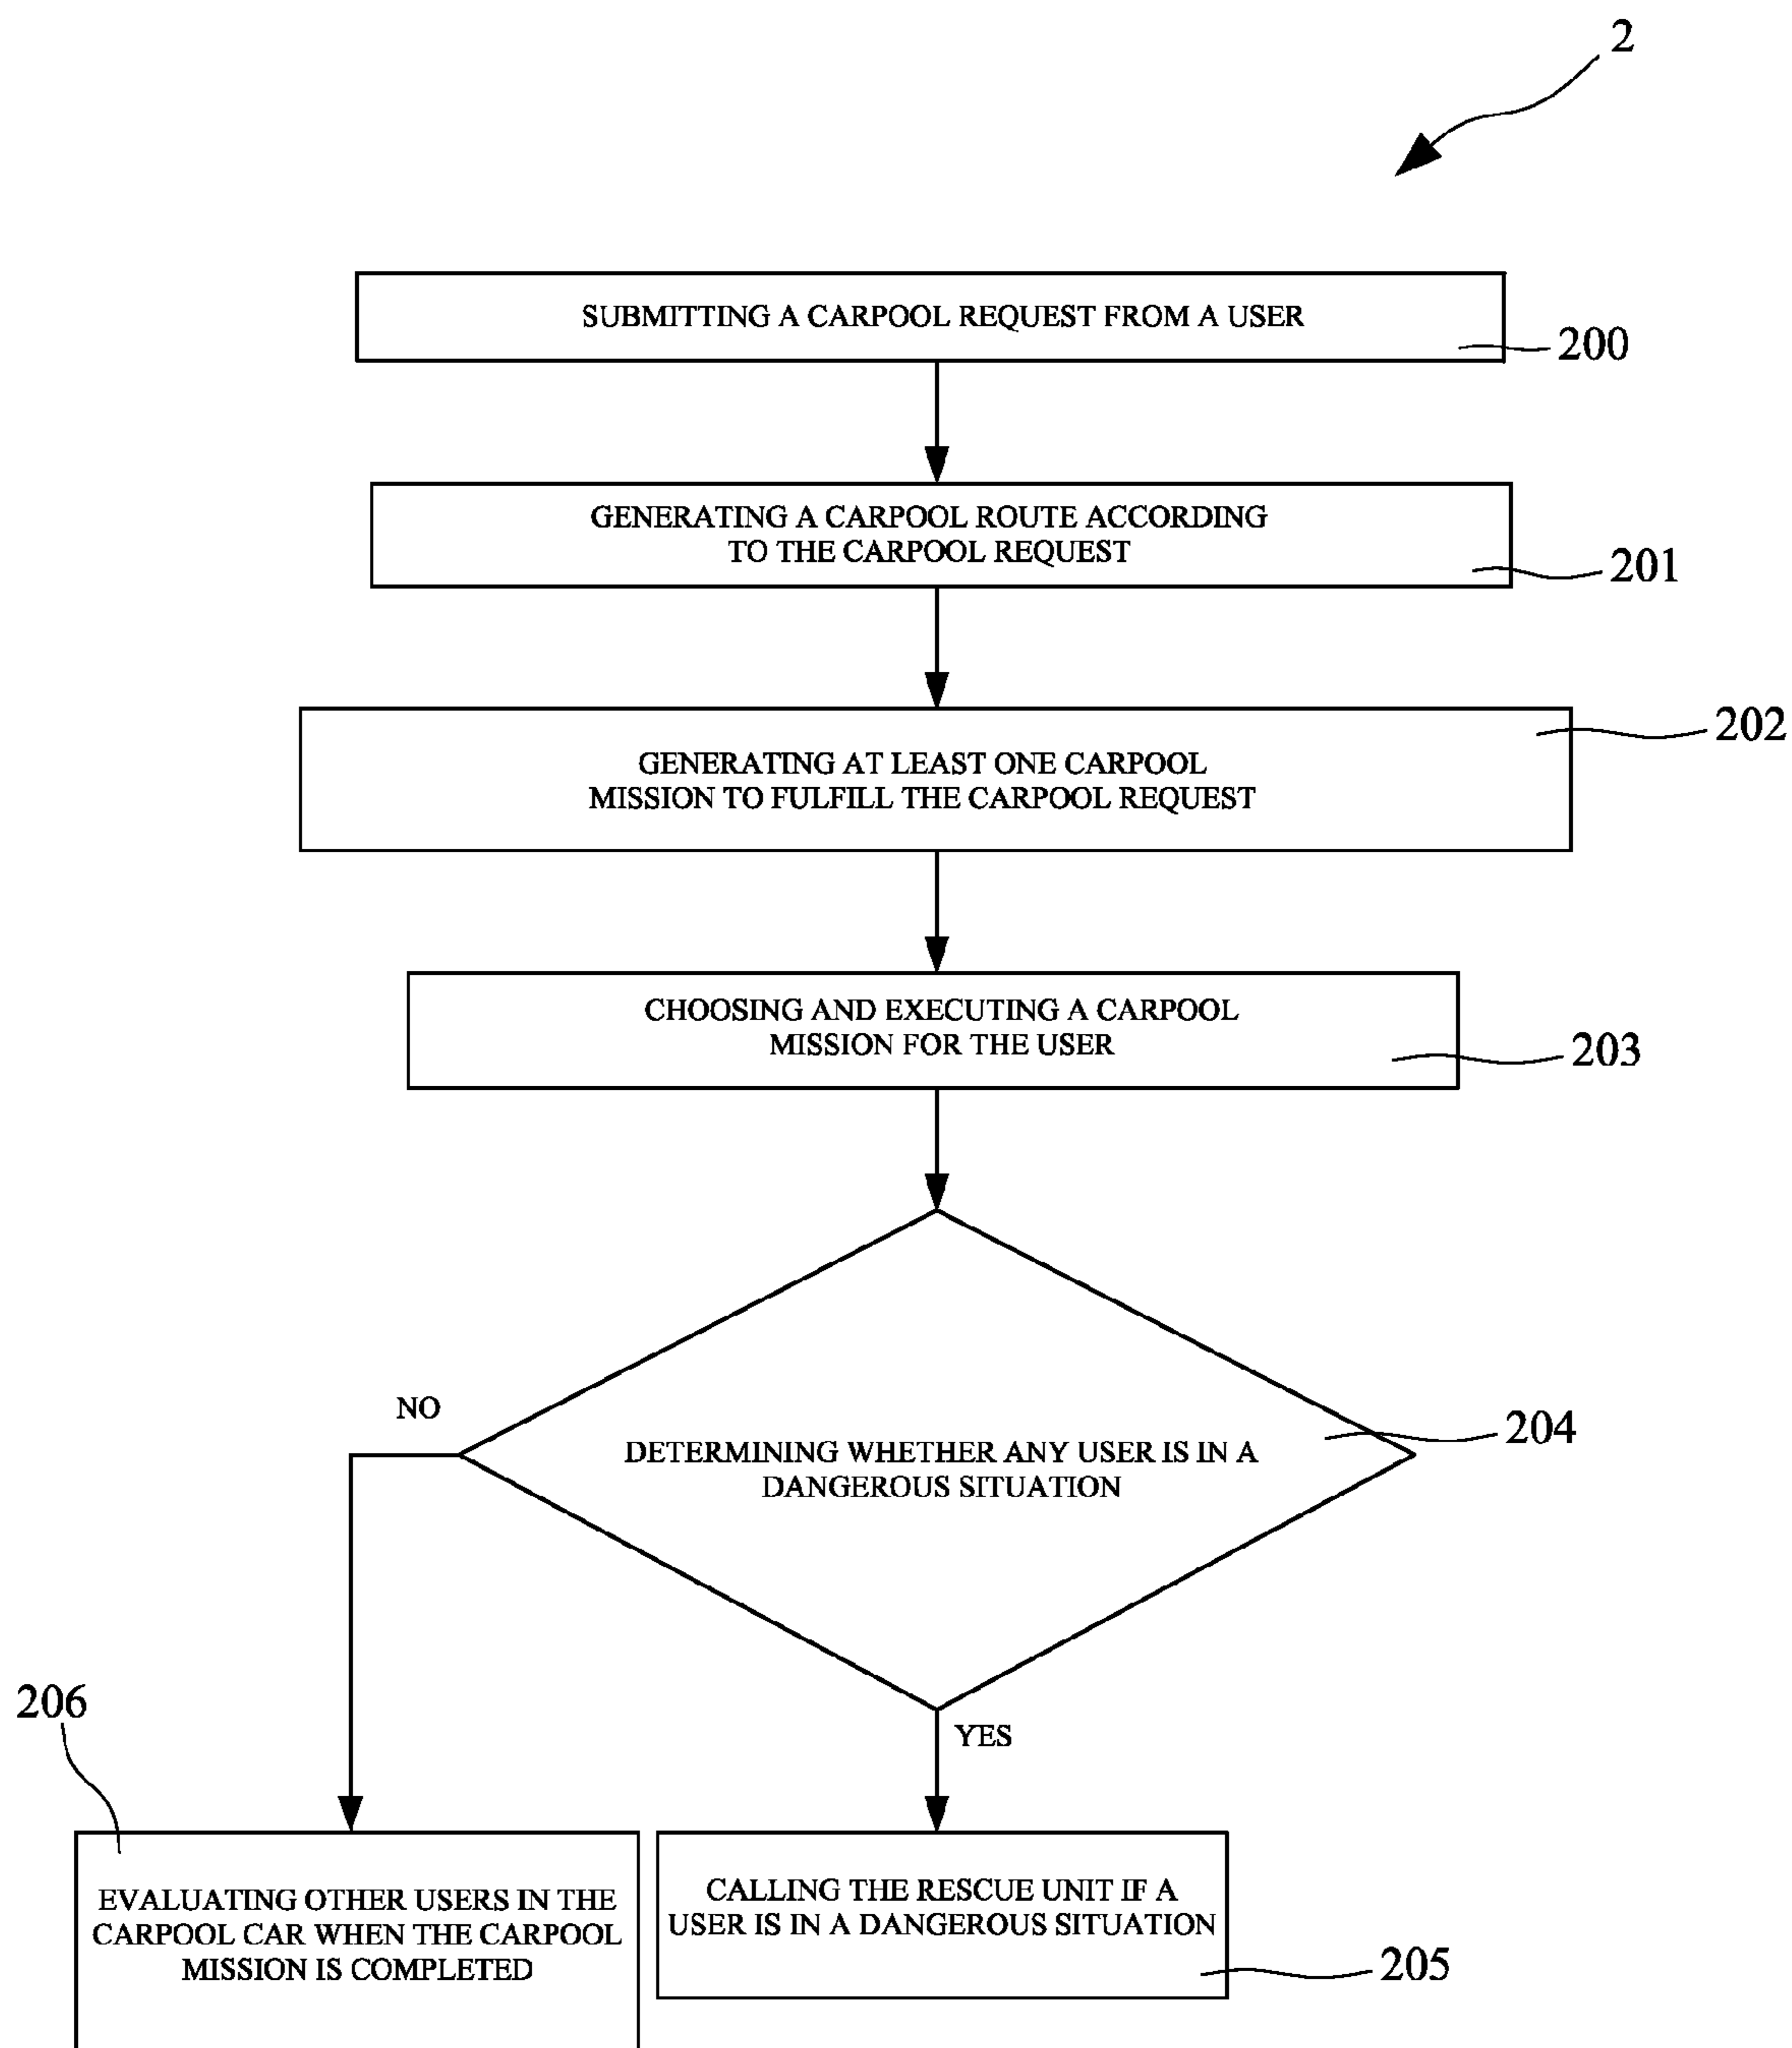 2
SUBMITTING A CARPOOL REQUEST FROM A USER
200
GENERATING A CARPOOL ROUTE ACCORDING
TO THE CARPOOL REQUEST
201
202
GENERATING AT LEAST ONE CARPOOL
MISSION TO FULFILL THE CARPOOL REQUEST
CHOOSING AND EXECUTING A CARPOOL
MISSION FOR THE USER
203
NO
204
DETERMINING WHETHER ANY USER IS IN A
DANGEROUS SITUATION
206
YES
EVALUATING OTHER USERS IN THE
CARPOOL CAR WHEN THE CARPOOL
MISSION IS COMPLETED
CALLING THE RESCUE UNIT IF A
USER IS IN A DANGEROUS SITUATION
205